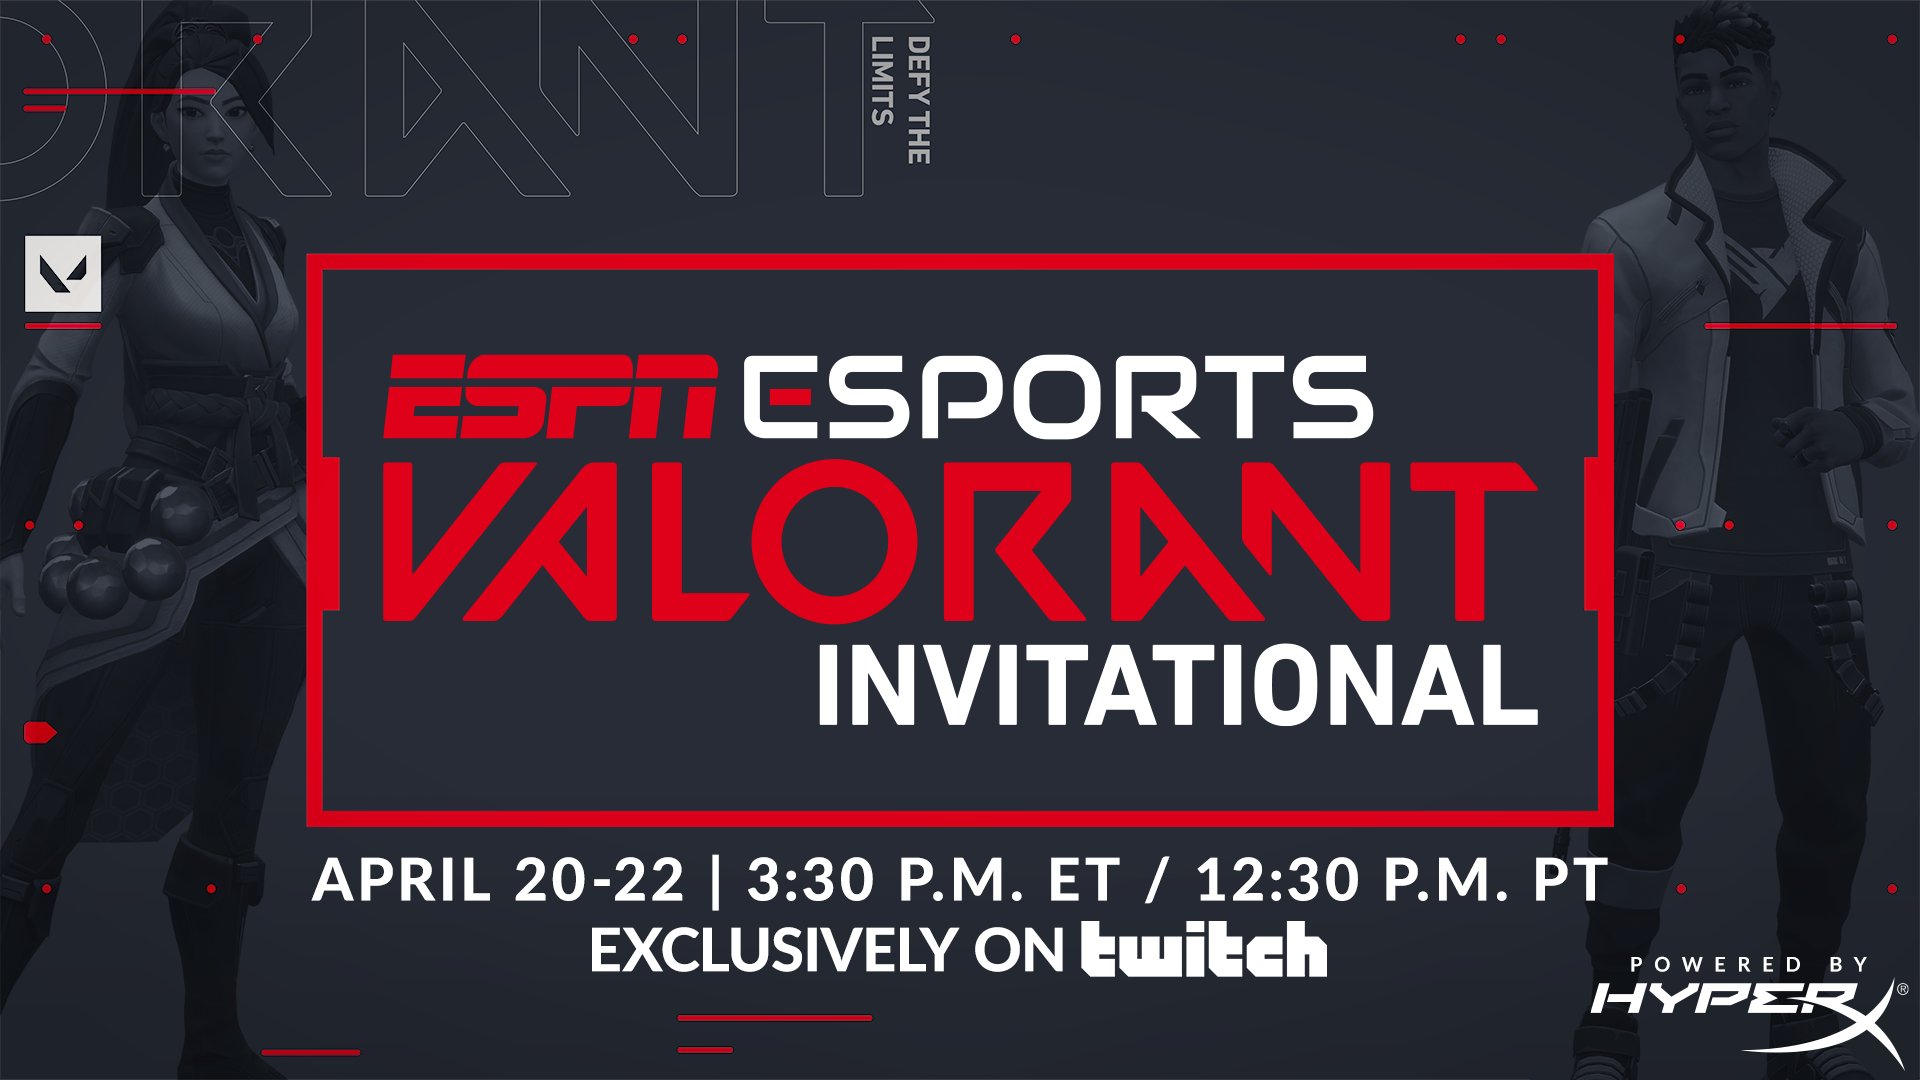 ORANT
DEFY THE
LIMITS
ESPN ESPORTS
VALORANT
INVITATIONAL
APRIL 20-22 | 3:30 P.M. ET / 12:30 P.M. PT
EXCLUSIVELY ON twitch
POWERED BY
HYPERX®